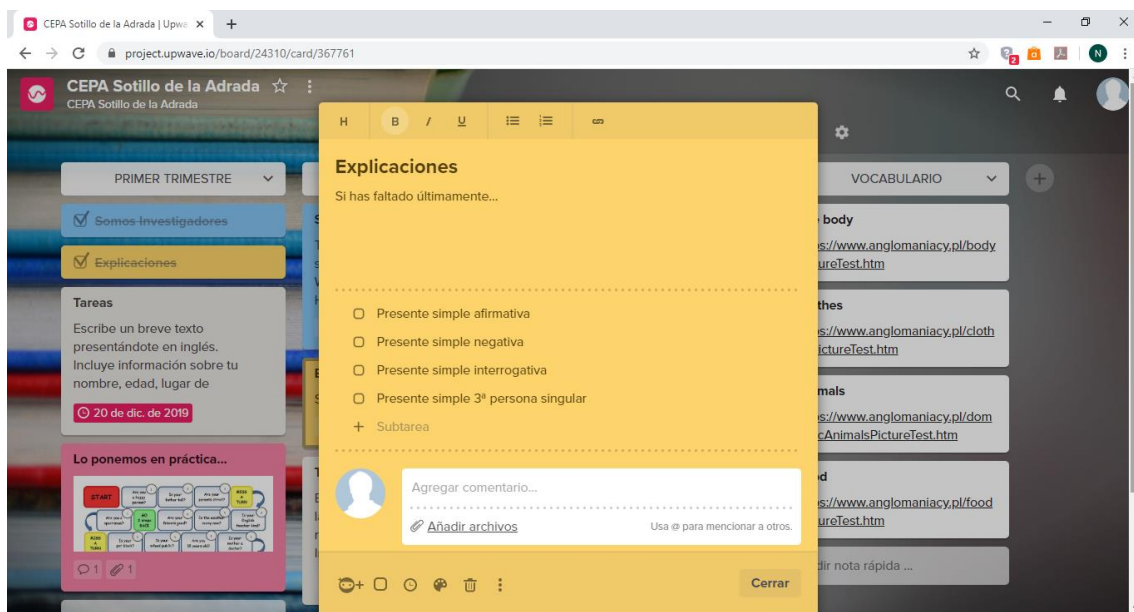 CEPA Sotillo de la Adrada | Upwa
project.upwave.io/board/24310/card/367761
2
N
CEPA Sotillo de la Adrada
CEPA Sotillo de la Adrada
PRIMER TRIMESTRE
Somos Investigadores
Explicaciones
Tareas
Escribe un breve texto
presentándote en inglés.
Incluye información sobre tu
nombre, edad, lugar de
20 de dic. de 2019
Lo ponemos en práctica...
START
1
1
H B I U
Explicaciones
Si has faltado últimamente...
Presente simple afirmativa
Presente simple negativa
Presente simple interrogativa
Presente simple 3ª persona singular
+ Subtarea
Agregar comentario...
Añadir archivos
Usa @ para mencionar a otros.
Cerrar
VOCABULARIO
body
s://www.anglomaniacy.pl/body
ureTest.htm
thes
s://www.anglomaniacy.pl/cloth
ictureTest.htm
mals
s://www.anglomaniacy.pl/dom
cAnimalsPictureTest.htm
d
s://www.anglomaniacy.pl/food
ureTest.htm
dir nota rápida ...